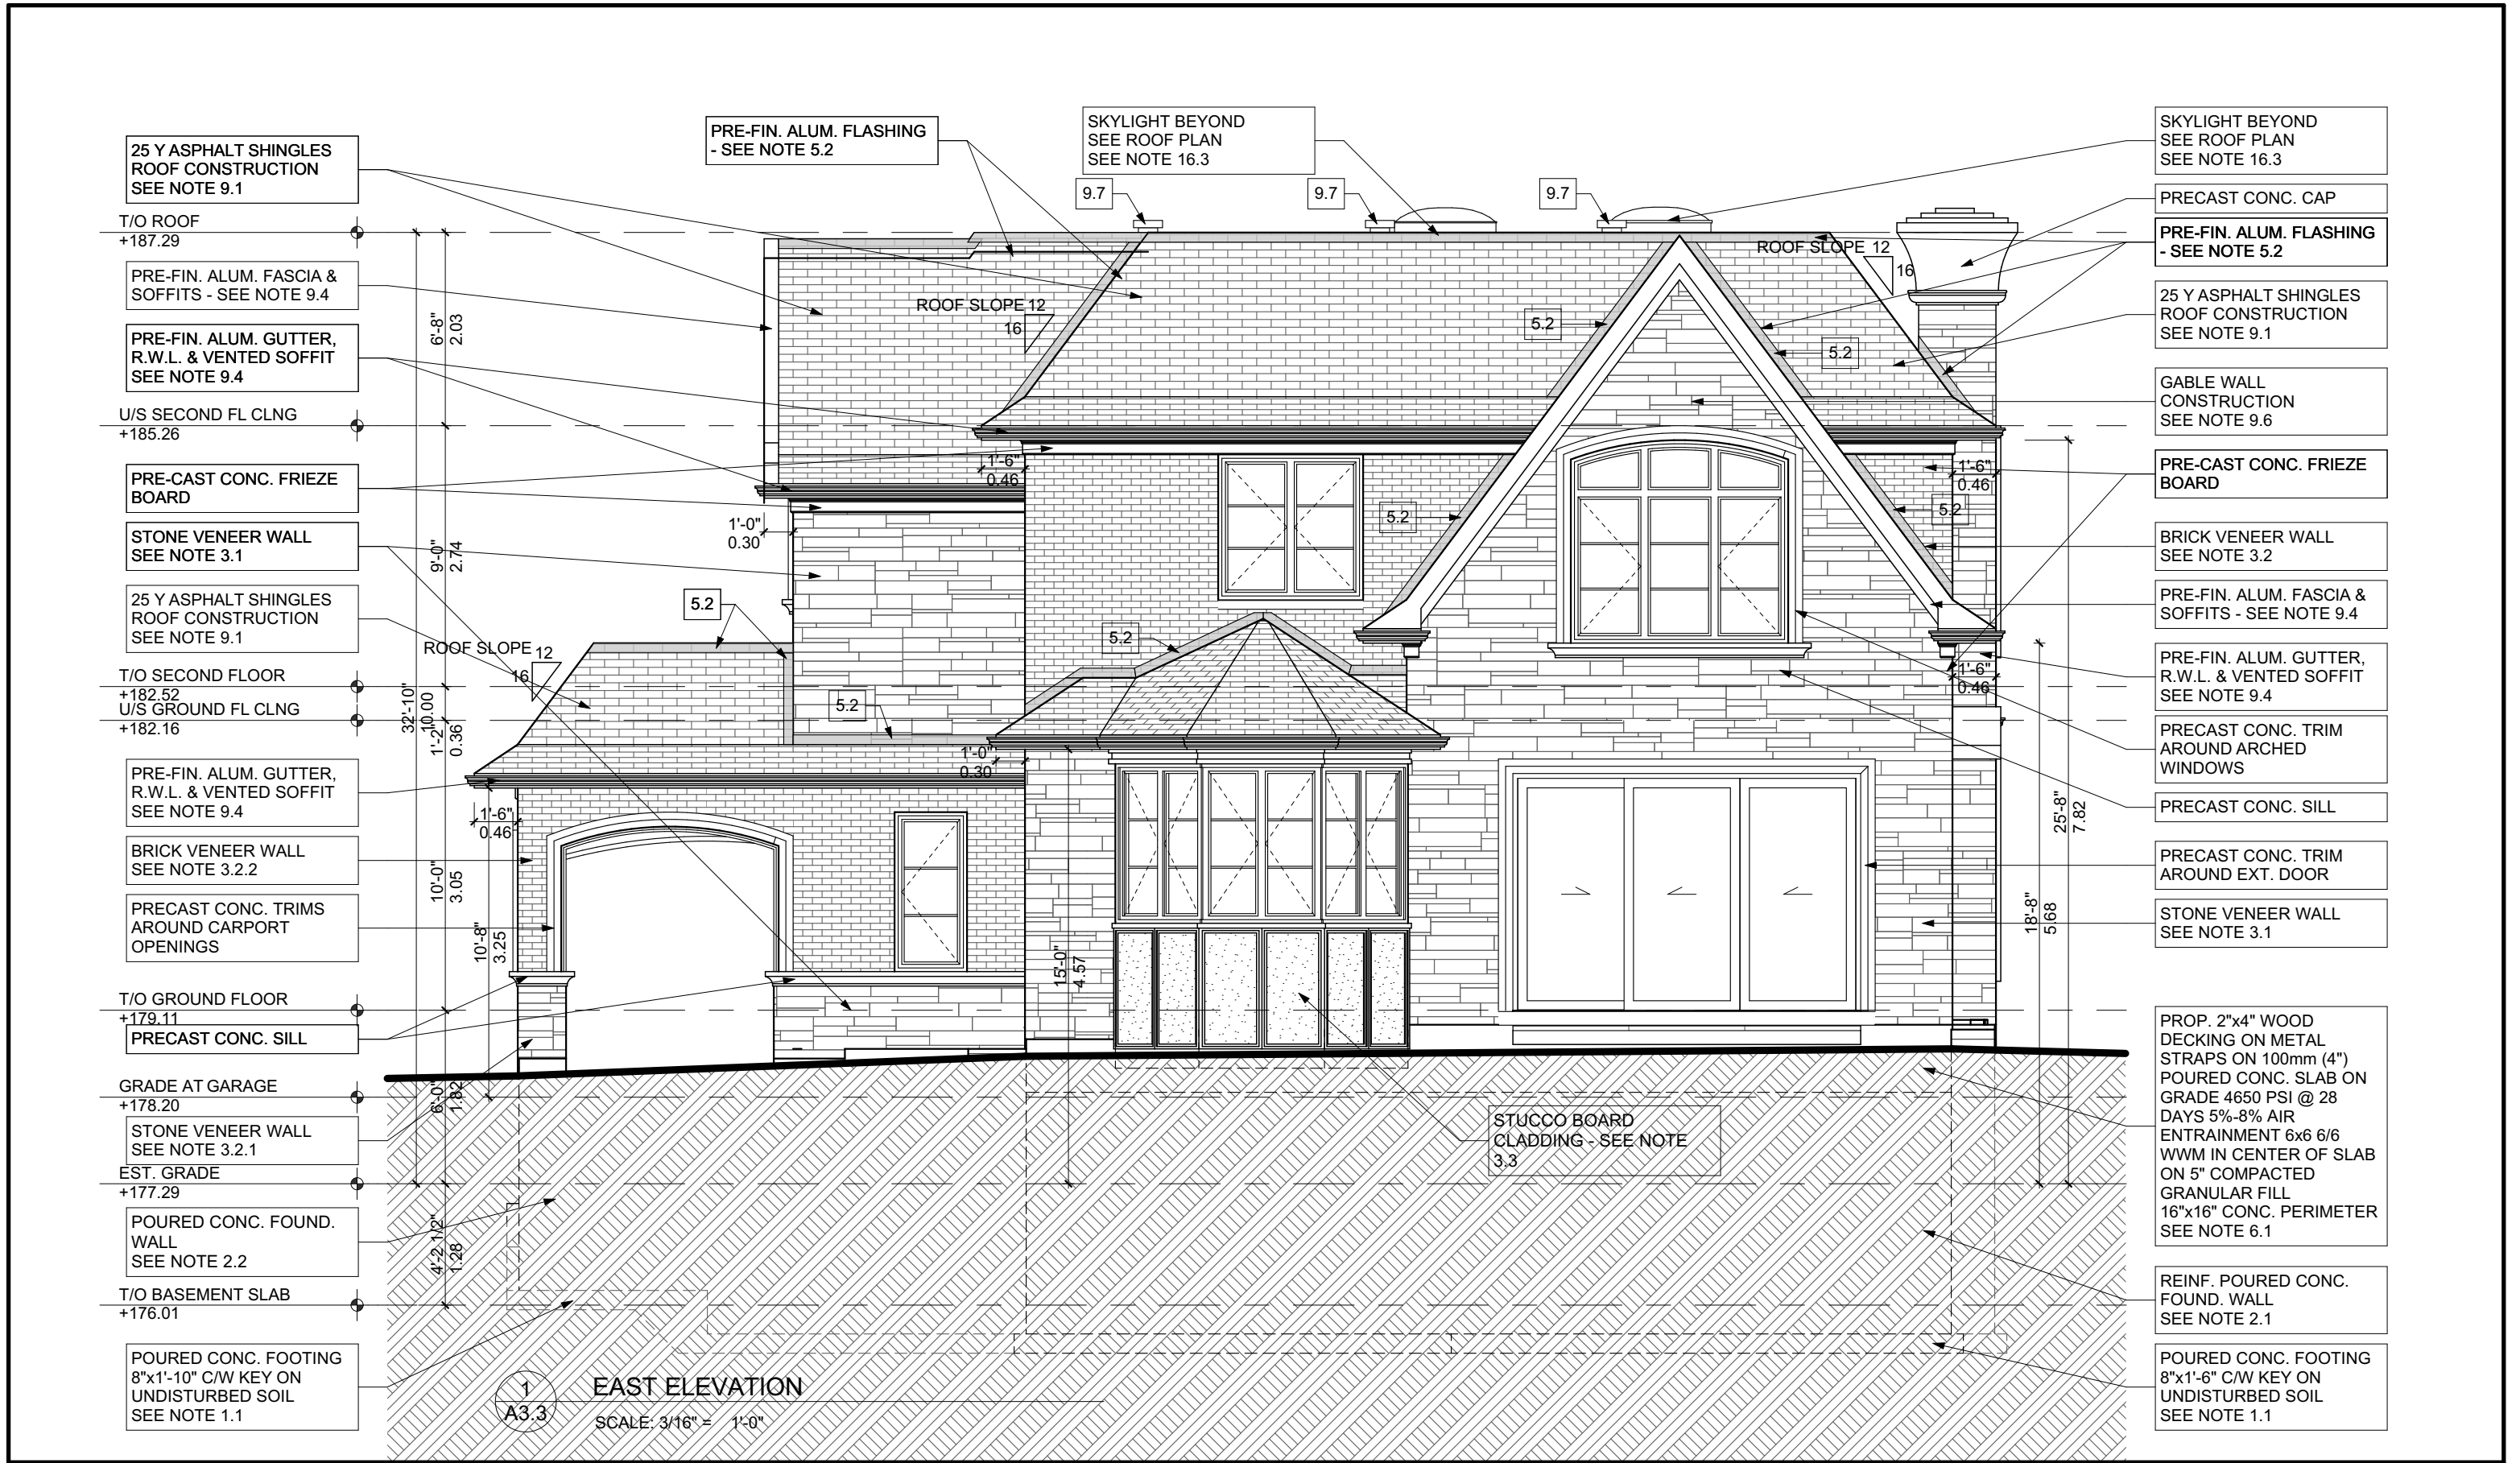 25 Y ASPHALT SHINGLES
ROOF CONSTRUCTION
SEE NOTE 9.1
T/O ROOF
+187.29
PRE-FIN. ALUM. FASCIA &
SOFFITS - SEE NOTE 9.4
PRE-FIN. ALUM. GUTTER,
R.W.L. & VENTED SOFFIT
SEE NOTE 9.4
U/S SECOND FL CLNG
+185.26
PRE-CAST CONC. FRIEZE
BOARD
STONE VENEER WALL
SEE NOTE 3.1
25 Y ASPHALT SHINGLES
ROOF CONSTRUCTION
SEE NOTE 9.1
T/O SECOND FLOOR
+182.52
U/S GROUND FL CLNG
+182.16
PRE-FIN. ALUM. GUTTER,
R.W.L. & VENTED SOFFIT
SEE NOTE 9.4
BRICK VENEER WALL
SEE NOTE 3.2.2
PRECAST CONC. TRIMS
AROUND CARPORT
OPENINGS
T/O GROUND FLOOR
+179.11
PRECAST CONC. SILL
GRADE AT GARAGE
+178.20
STONE VENEER WALL
SEE NOTE 3.2.1
EST. GRADE
+177.29
POURED CONC. FOUND.
WALL
SEE NOTE 2.2
T/O BASEMENT SLAB
+176.01
POURED CONC. FOOTING
8"x1'-10" C/W KEY ON
UNDISTURBED SOIL
SEE NOTE 1.1
32'-10"
10.00
6'-8"
2.03
9'-0"
2.74
1'-2"
0.36
10'-0"
3.05
6'-0"
1.82
4'-2 1/2"
1.28
10'-8"
3.25
PRE-FIN. ALUM. FLASHING
- SEE NOTE 5.2
SKYLIGHT BEYOND
SEE ROOF PLAN
SEE NOTE 16.3
9.7
9.7
9.7
ROOF SLOPE 12
16
ROOF SLOPE 12
16
5.2
5.2
1'-6"
0.46
1'-6"
0.46
5.2
5.2
1'-0"
0.30
5.2
5.2
ROOF SLOPE 12
16
1'-6"
0.46
5.2
1'-0"
0.30
1'-6"
0.46
15'-0"
4.57
25'-8"
7.82
18'-8"
5.68
STUCCO BOARD
CLADDING - SEE NOTE
3.3
SKYLIGHT BEYOND
SEE ROOF PLAN
SEE NOTE 16.3
PRECAST CONC. CAP
PRE-FIN. ALUM. FLASHING
- SEE NOTE 5.2
25 Y ASPHALT SHINGLES
ROOF CONSTRUCTION
SEE NOTE 9.1
GABLE WALL
CONSTRUCTION
SEE NOTE 9.6
PRE-CAST CONC. FRIEZE
BOARD
BRICK VENEER WALL
SEE NOTE 3.2
PRE-FIN. ALUM. FASCIA &
SOFFITS - SEE NOTE 9.4
PRE-FIN. ALUM. GUTTER,
R.W.L. & VENTED SOFFIT
SEE NOTE 9.4
PRECAST CONC. TRIM
AROUND ARCHED
WINDOWS
PRECAST CONC. SILL
PRECAST CONC. TRIM
AROUND EXT. DOOR
STONE VENEER WALL
SEE NOTE 3.1
PROP. 2"x4" WOOD
DECKING ON METAL
STRAPS ON 100mm (4")
POURED CONC. SLAB ON
GRADE 4650 PSI @ 28
DAYS 5%-8% AIR
ENTRAINMENT 6x6 6/6
WWM IN CENTER OF SLAB
ON 5" COMPACTED
GRANULAR FILL
16"x16" CONC. PERIMETER
SEE NOTE 6.1
REINF. POURED CONC.
FOUND. WALL
SEE NOTE 2.1
POURED CONC. FOOTING
8"x1'-6" C/W KEY ON
UNDISTURBED SOIL
SEE NOTE 1.1
1
A3.3
EAST ELEVATION
SCALE: 3/16" = 1'-0"